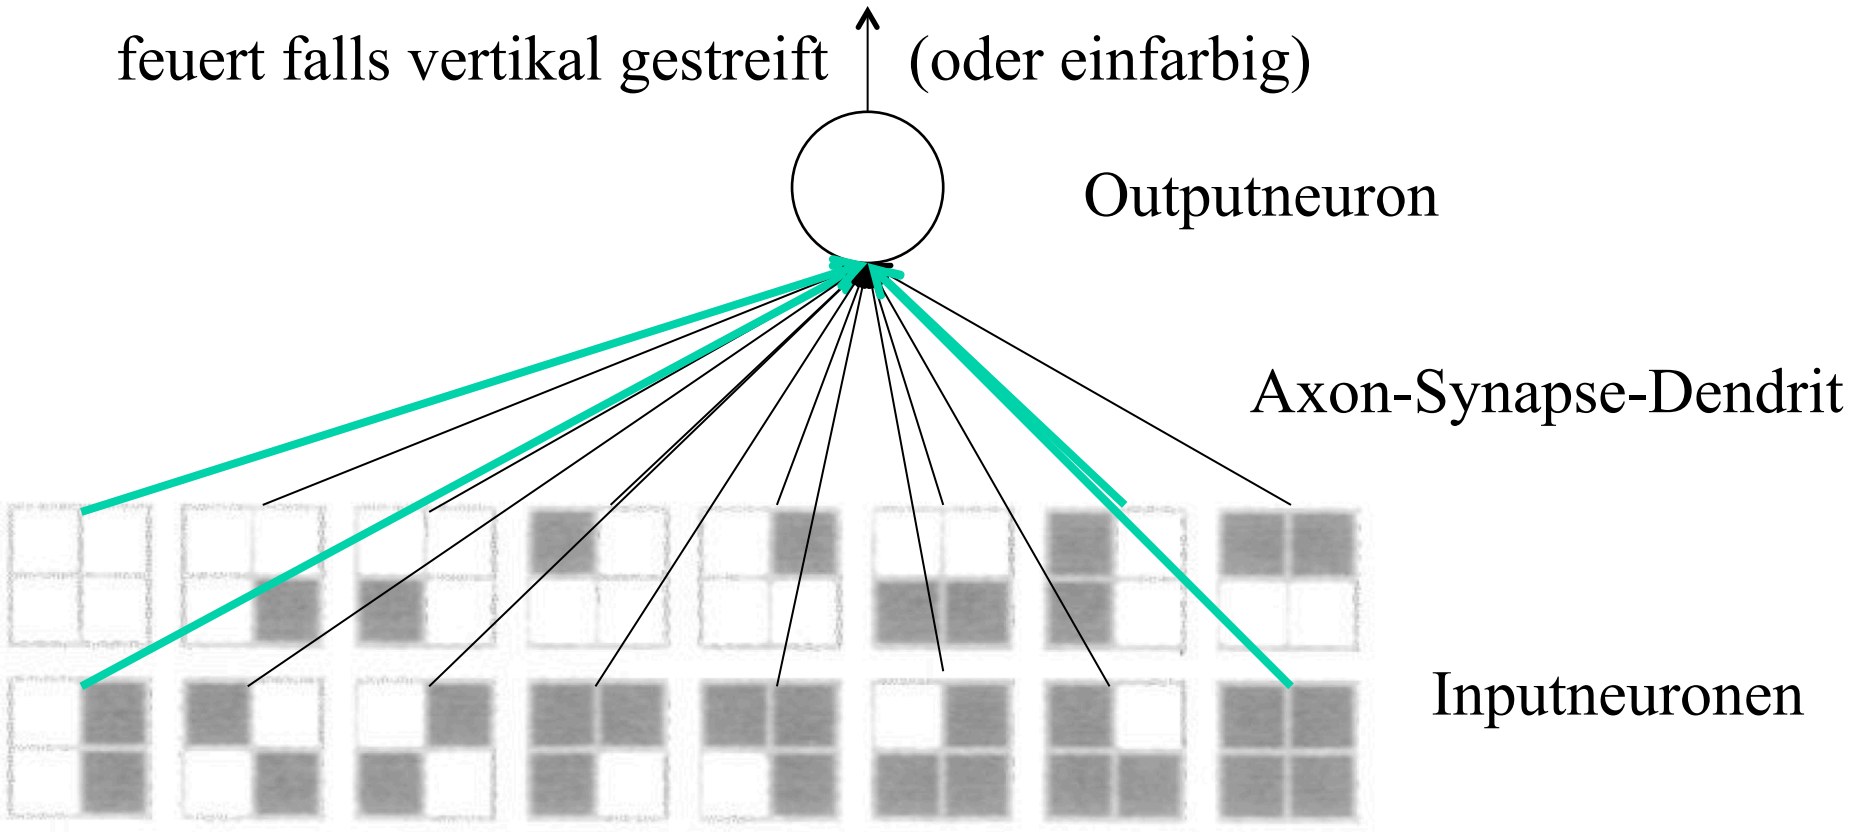 feuert falls vertikal gestreift (oder einfarbig)
Outputneuron
Axon-Synapse-Dendrit
Inputneuronen